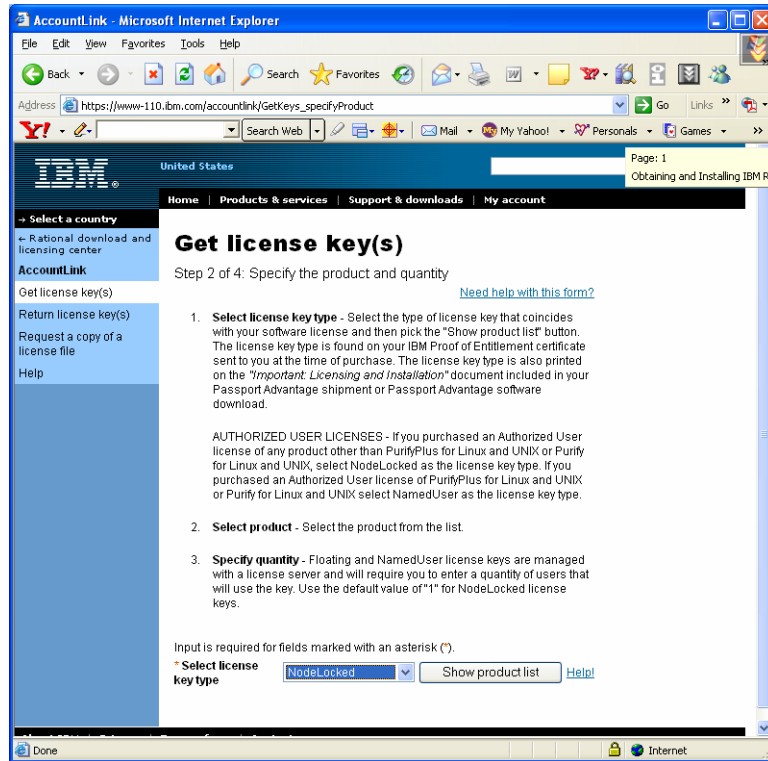 AccountLink - Microsoft Internet Explorer
File Edit View Favorites Tools Help
Back Search Favorites
Address https://www-110.ibm.com/accountlink/GetKeys_specifyProduct Go Links »
Y! Search Web Mail My Yahoo! Personals Games »
Page: 1
Obtaining and Installing IBM R
IBM®
United States
Home | Products & services | Support & downloads | My account
→ Select a country
← Rational download and
licensing center
AccountLink
Get license key(s)
Return license key(s)
Request a copy of a
license file
Help
Get license key(s)
Step 2 of 4: Specify the product and quantity
Need help with this form?
1. Select license key type - Select the type of license key that coincides
with your software license and then pick the "Show product list" button.
The license key type is found on your IBM Proof of Entitlement certificate
sent to you at the time of purchase. The license key type is also printed
on the "Important: Licensing and Installation" document included in your
Passport Advantage shipment or Passport Advantage software
download.
AUTHORIZED USER LICENSES - If you purchased an Authorized User
license of any product other than PurifyPlus for Linux and UNIX or Purify
for Linux and UNIX, select NodeLocked as the license key type. If you
purchased an Authorized User license of PurifyPlus for Linux and UNIX
or Purify for Linux and UNIX select NamedUser as the license key type.
2. Select product - Select the product from the list.
3. Specify quantity - Floating and NamedUser license keys are managed
with a license server and will require you to enter a quantity of users that
will use the key. Use the default value of "1" for NodeLocked license
keys.
Input is required for fields marked with an asterisk (*).
* Select license
key type
NodeLocked Show product list Help!
Done Internet